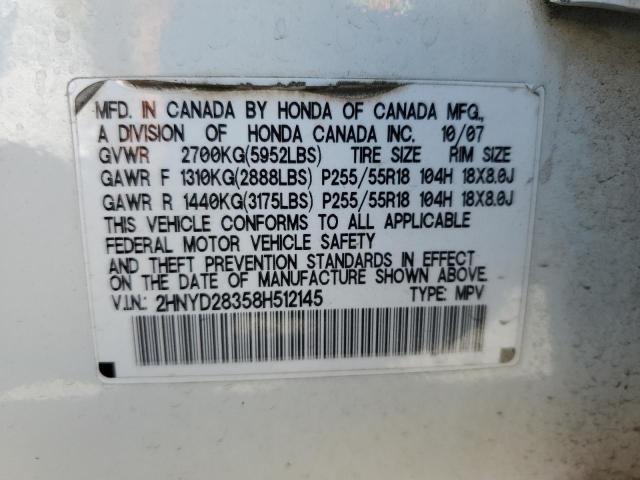 MFD. IN CANADA BY HONDA OF CANADA MFG.,
A DIVISION OF HONDA CANADA INC. 10/07
GVWR 2700KG(5952LBS) TIRE SIZE RIM SIZE
GAWR F 1310KG(2888LBS) P255/55R18 104H 18X8.0J
GAWR R 1440KG(3175LBS) P255/55R18 104H 18X8.0J
THIS VEHICLE CONFORMS TO ALL APPLICABLE
FEDERAL MOTOR VEHICLE SAFETY
AND THEFT PREVENTION STANDARDS IN EFFECT
ON THE DATE OF MANUFACTURE SHOWN ABOVE.
V.I.N.: 2HNYD28358H512145 TYPE: MPV